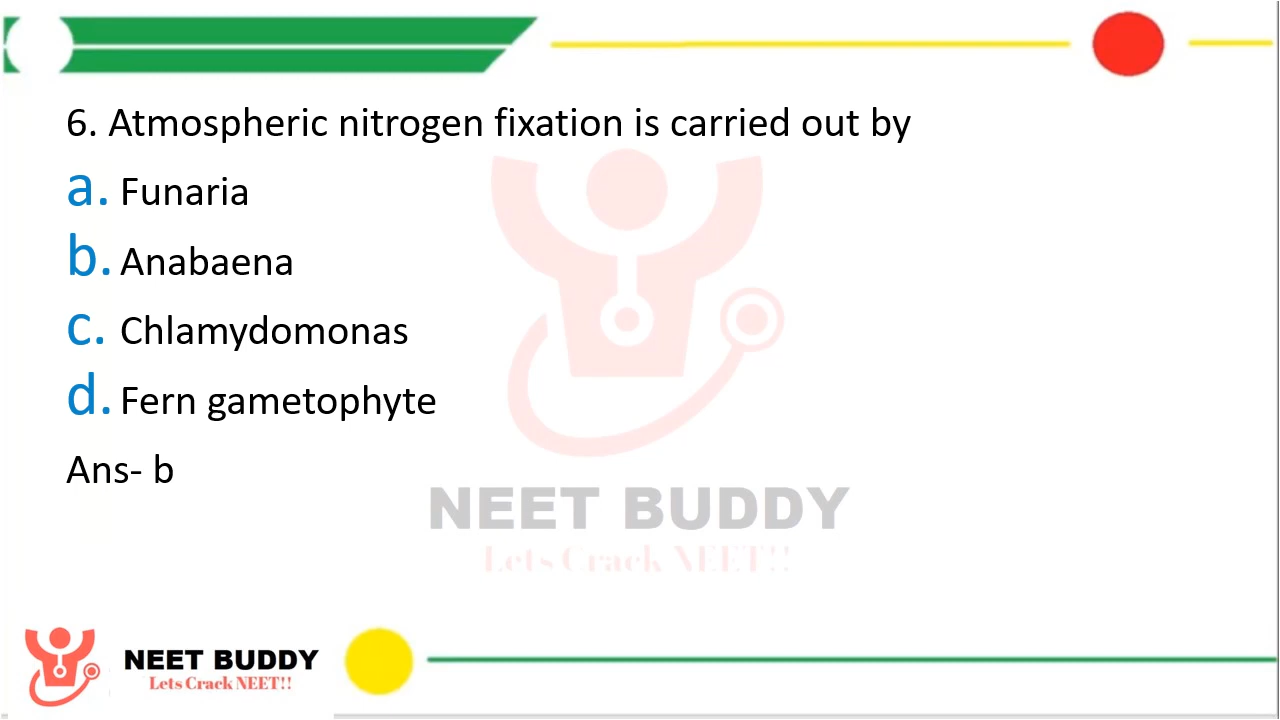 6. Atmospheric nitrogen fixation is carried out by
a. Funaria
b. Anabaena
c. Chlamydomonas
d. Fern gametophyte
Ans- b
NEET BUDDY
Lets Crack NEET!!
NEET BUDDY
Lets Crack NEET!!